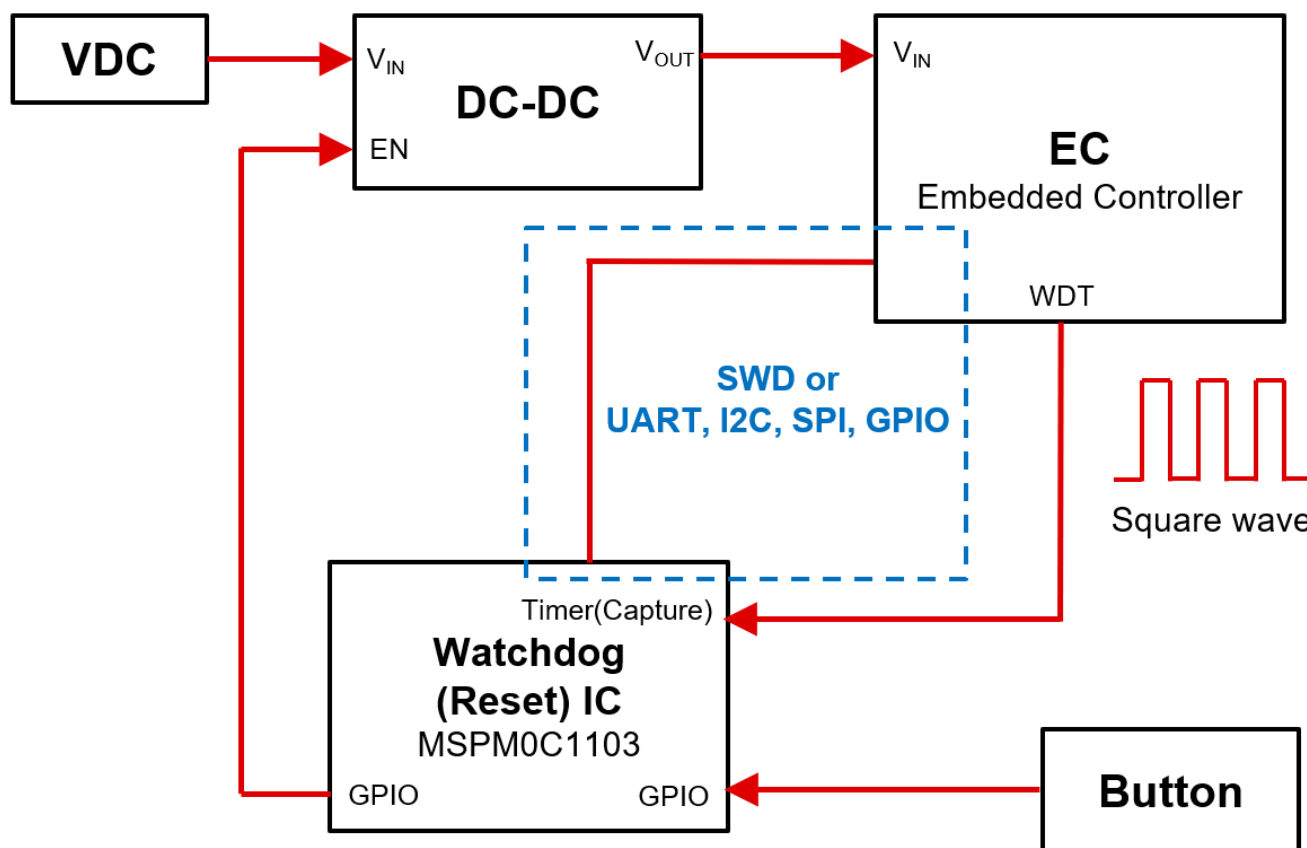 VDC
VIN
VOUT
DC-DC
EN
VIN
EC
Embedded Controller
WDT
SWD or
UART, I2C, SPI, GPIO
Square wave
Timer(Capture)
Watchdog
(Reset) IC
MSPM0C1103
GPIO
GPIO
Button